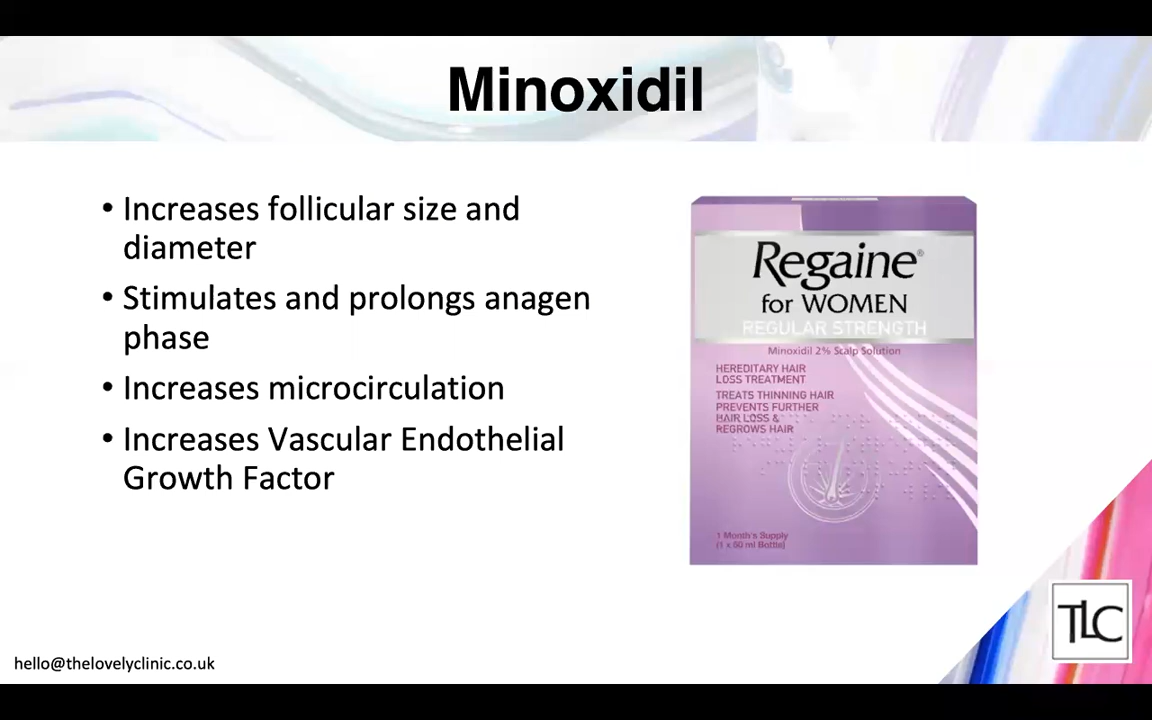 Minoxidil
• Increases follicular size and
diameter
• Stimulates and prolongs anagen
phase
• Increases microcirculation
• Increases Vascular Endothelial
Growth Factor
Regaine®
for WOMEN
REGULAR STRENGTH
Minoxidil 2% Scalp Solution
HEREDITARY HAIR
LOSS TREATMENT
TREATS THINNING HAIR
PREVENTS FURTHER
HAIR LOSS &
REGROWS HAIR
1 Month's Supply
(1 x 60 ml Bottle)
TLC
hello@thelovelyclinic.co.uk